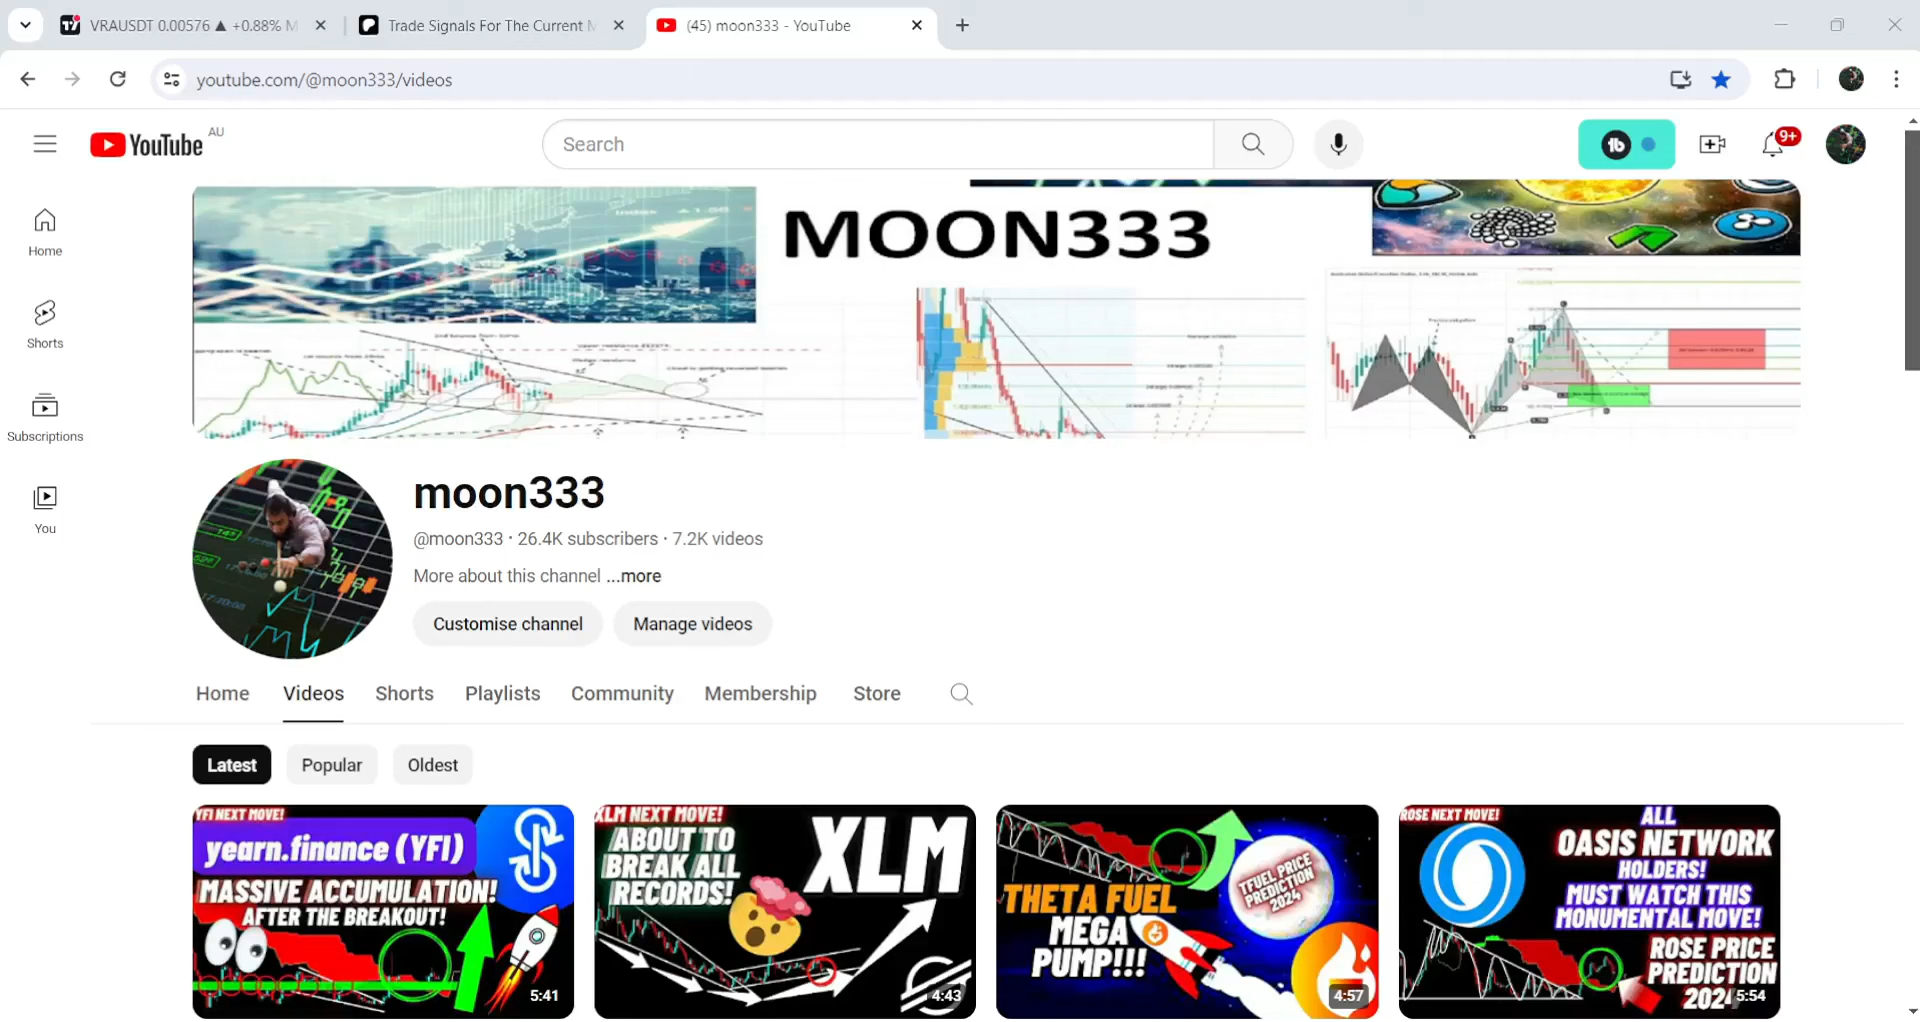 VRAUSDT 0.00576 ▲ +0.88%
Trade Signals For The Current
(45) moon333 - YouTube
youtube.com/@moon333/videos
YouTube AU
Search
9+
Home
Shorts
Subscriptions
You
MOON333
moon333
@moon333 · 26.4K subscribers · 7.2K videos
More about this channel ...more
Customise channel
Manage videos
Home Videos Shorts Playlists Community Membership Store
Latest Popular Oldest
YFI NEXT MOVE!
yearn.finance (YFI)
MASSIVE ACCUMULATION!
AFTER THE BREAKOUT!
5:41
XLM NEXT MOVE!
ABOUT TO
BREAK ALL
RECORDS!
XLM
4:43
THETA FUEL
MEGA
PUMP!!!
TFUEL PRICE
PREDICTION
2024
4:57
ROSE NEXT MOVE!
ALL
OASIS NETWORK
HOLDERS!
MUST WATCH THIS
MONUMENTAL MOVE!
ROSE PRICE
PREDICTION
2024
5:54